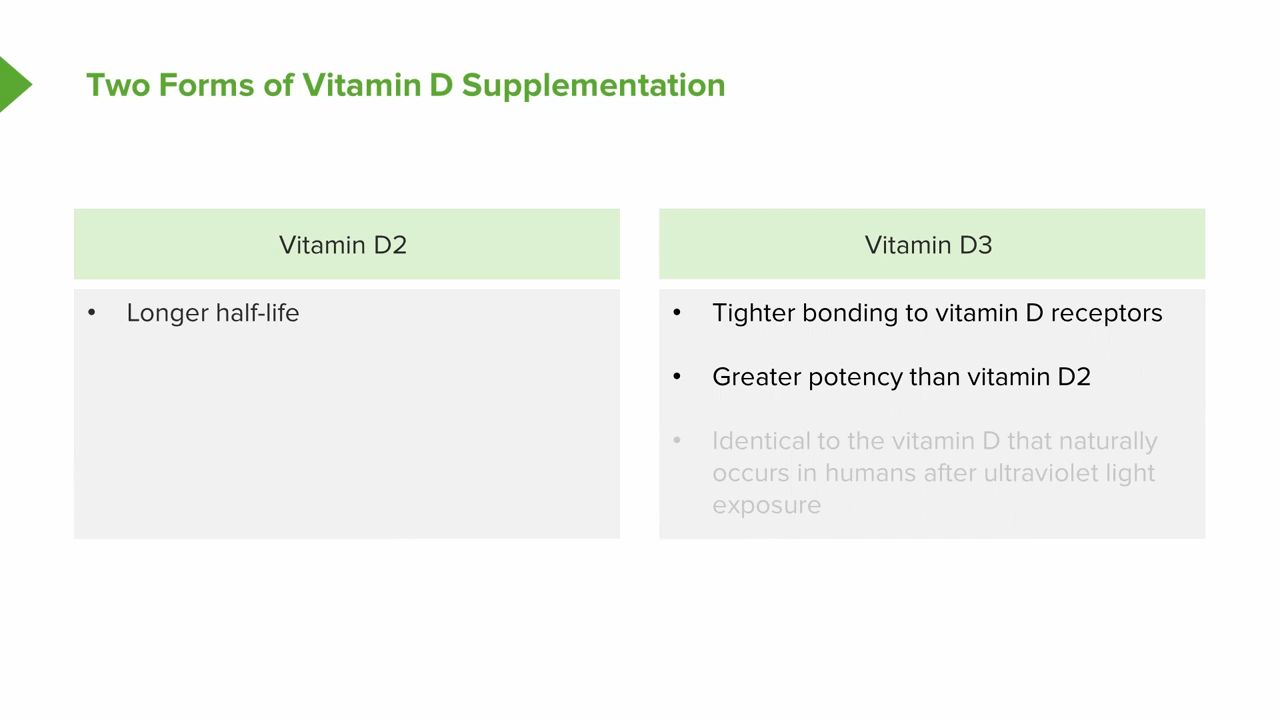 Two Forms of Vitamin D Supplementation
Vitamin D2
• Longer half-life
Vitamin D3
• Tighter bonding to vitamin D receptors
• Greater potency than vitamin D2
• Identical to the vitamin D that naturally
occurs in humans after ultraviolet light
exposure